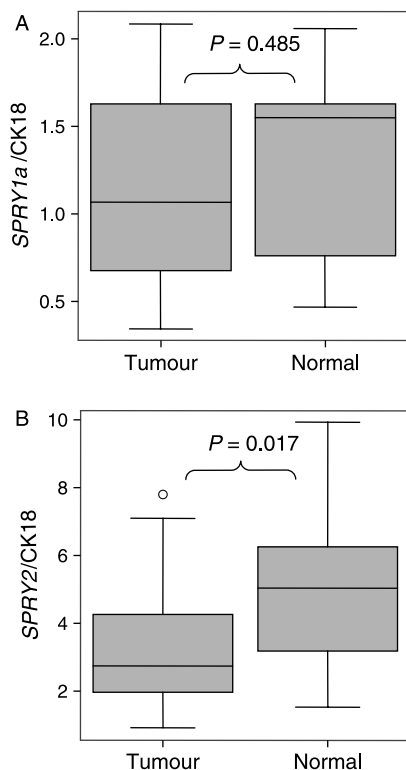 A
P = 0.485
SPRY1a/CK18
2.0
1.5
1.0
0.5
Tumour Normal
B
P = 0.017
SPRY2/CK18
10
8
6
4
2
Tumour Normal